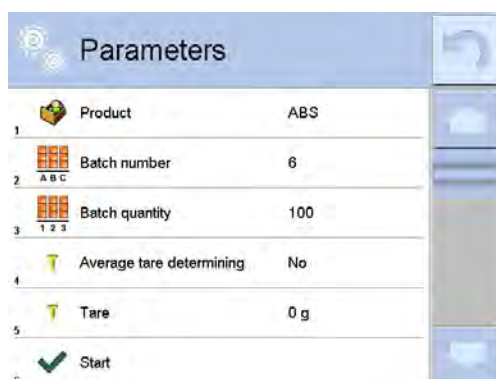 Parameters
1 Product ABS
2 ABC Batch number 6
3 123 Batch quantity 100
4 T Average tare determining No
5 T Tare 0 g
Start